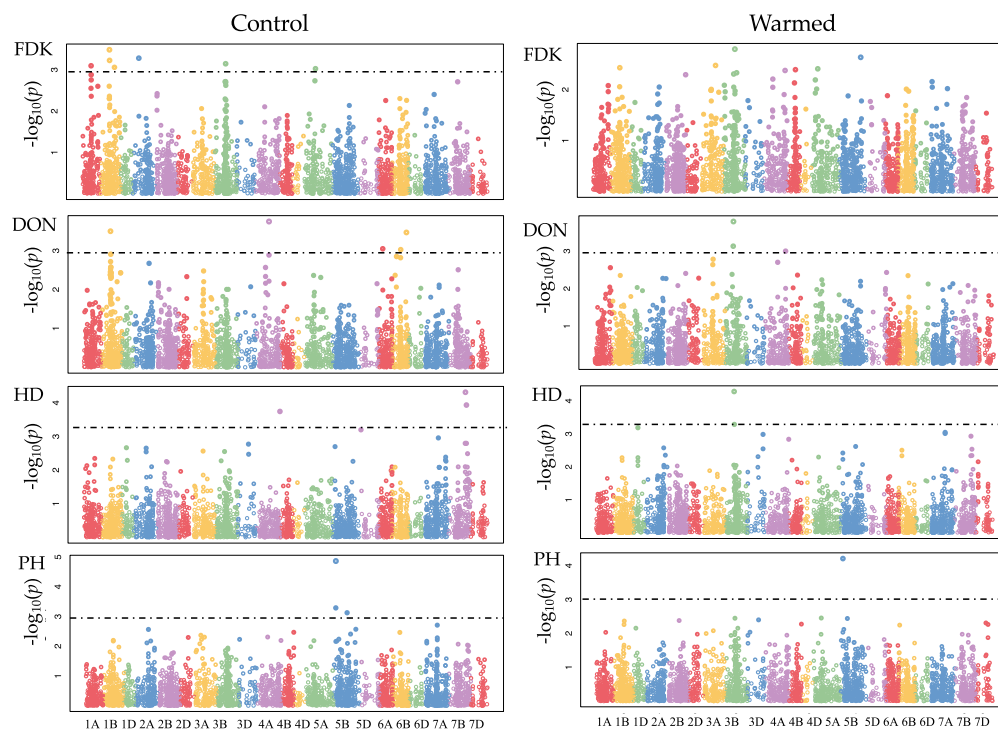 Control
Warmed
FDK
-log10(p)
3
2
1
FDK
-log10(p)
2
1
DON
-log10(p)
3
2
1
DON
-log10(p)
3
2
1
HD
-log10(p)
4
3
2
1
HD
-log10(p)
4
3
2
1
PH
-log10(p)
5
4
3
2
1
PH
-log10(p)
4
3
2
1
1A 1B 1D 2A 2B 2D 3A 3B 3D 4A 4B 4D 5A 5B 5D 6A 6B 6D 7A 7B 7D
1A 1B 1D 2A 2B 2D 3A 3B 3D 4A 4B 4D 5A 5B 5D 6A 6B 6D 7A 7B 7D